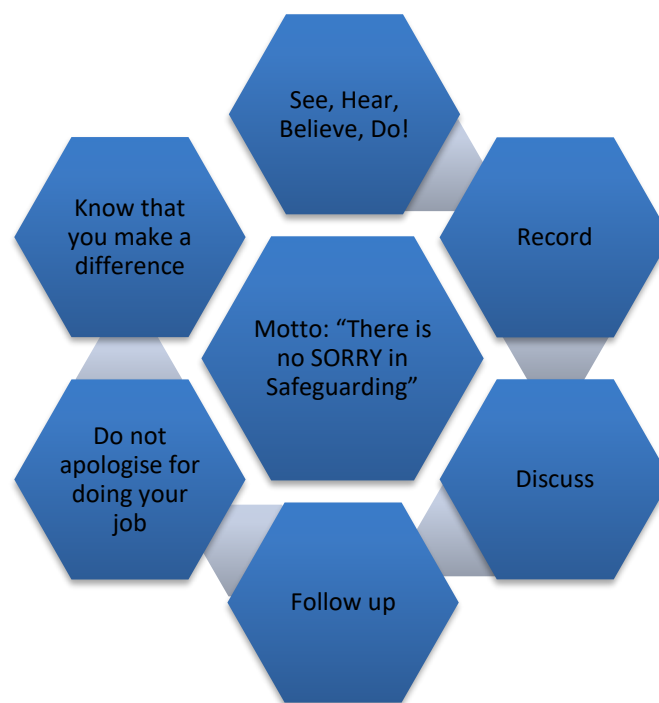 See, Hear,
Believe, Do!
Record
Discuss
Follow up
Do not
apologise for
doing your
job
Know that
you make a
difference
Motto: “There is
no SORRY in
Safeguarding”